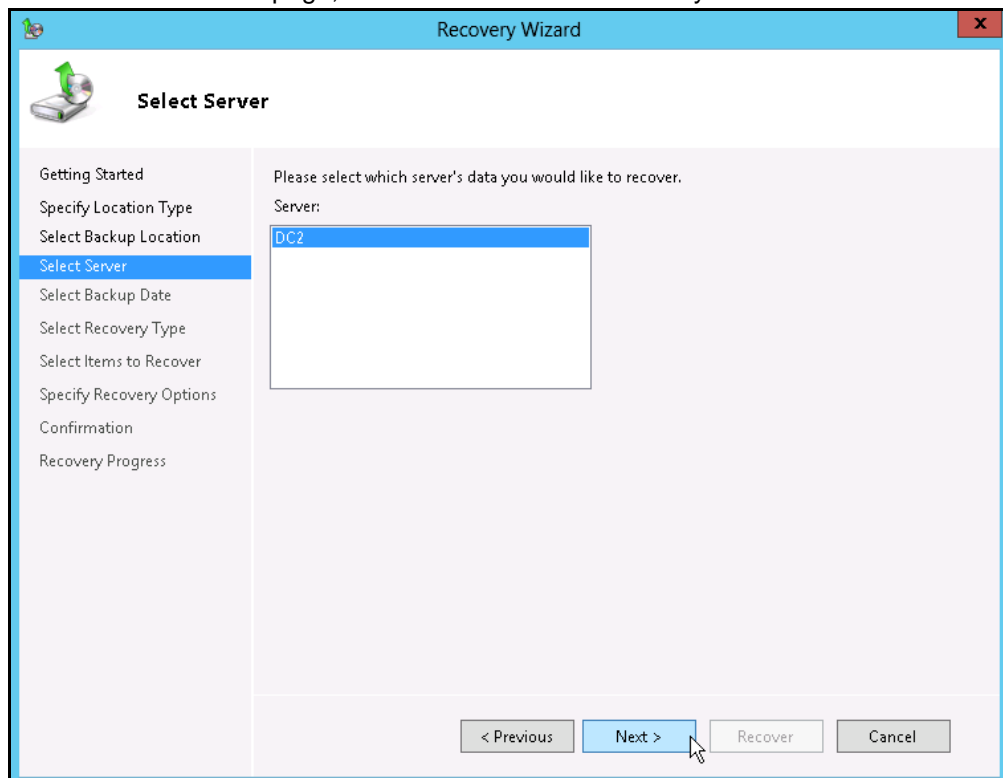 page,
Recovery Wizard
x
Select Server
Getting Started
Specify Location Type
Select Backup Location
Select Server
Select Backup Date
Select Recovery Type
Select Items to Recover
Specify Recovery Options
Confirmation
Recovery Progress
Please select which server's data you would like to recover.
Server:
DC2
< Previous
Next >
Recover
Cancel